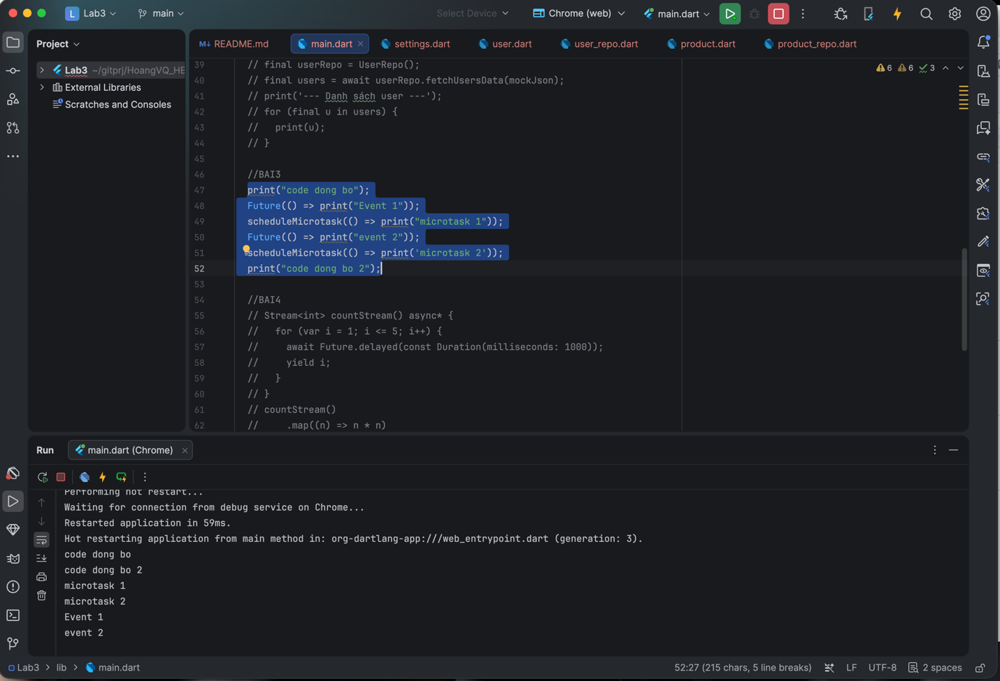 L Lab3 main Select Device Chrome (web) main.dart
Project
README.md main.dart settings.dart user.dart user_repo.dart product.dart product_repo.dart
Lab3 ~/gitprj/HoangVQ_HE
External Libraries
Scratches and Consoles
6 6 3
39 // final userRepo = UserRepo();
40 // final users = await userRepo.fetchUsersData(mockJson);
41 // print('--- Danh sách user ---');
42 // for (final u in users) {
43 //   print(u);
44 // }
45
46 //BAI3
47 print("code dong bo");
48 Future(() => print("Event 1"));
49 scheduleMicrotask(() => print("microtask 1"));
50 Future(() => print("event 2"));
51 scheduleMicrotask(() => print('microtask 2'));
52 print("code dong bo 2");
53
54 //BAI4
55 // Stream<int> countStream() async* {
56 //   for (var i = 1; i <= 5; i++) {
57 //     await Future.delayed(const Duration(milliseconds: 1000));
58 //     yield i;
59 //   }
60 // }
61 // countStream()
62 //     .map((n) => n * n)
Run main.dart (Chrome)
Performing hot restart...
Waiting for connection from debug service on Chrome...
Restarted application in 59ms.
Hot restarting application from main method in: org-dartlang-app:///web_entrypoint.dart (generation: 3).
code dong bo
code dong bo 2
microtask 1
microtask 2
Event 1
event 2
Lab3 > lib > main.dart 52:27 (215 chars, 5 line breaks) LF UTF-8 2 spaces